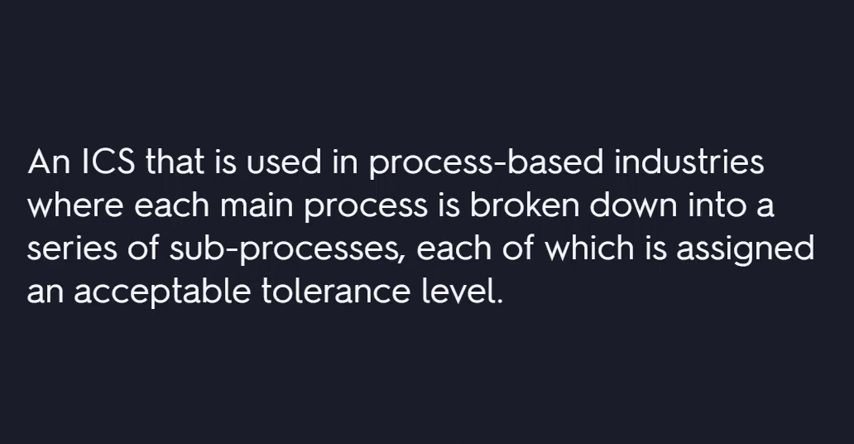 An ICS that is used in process-based industries
where each main process is broken down into a
series of sub-processes, each of which is assigned
an acceptable tolerance level.